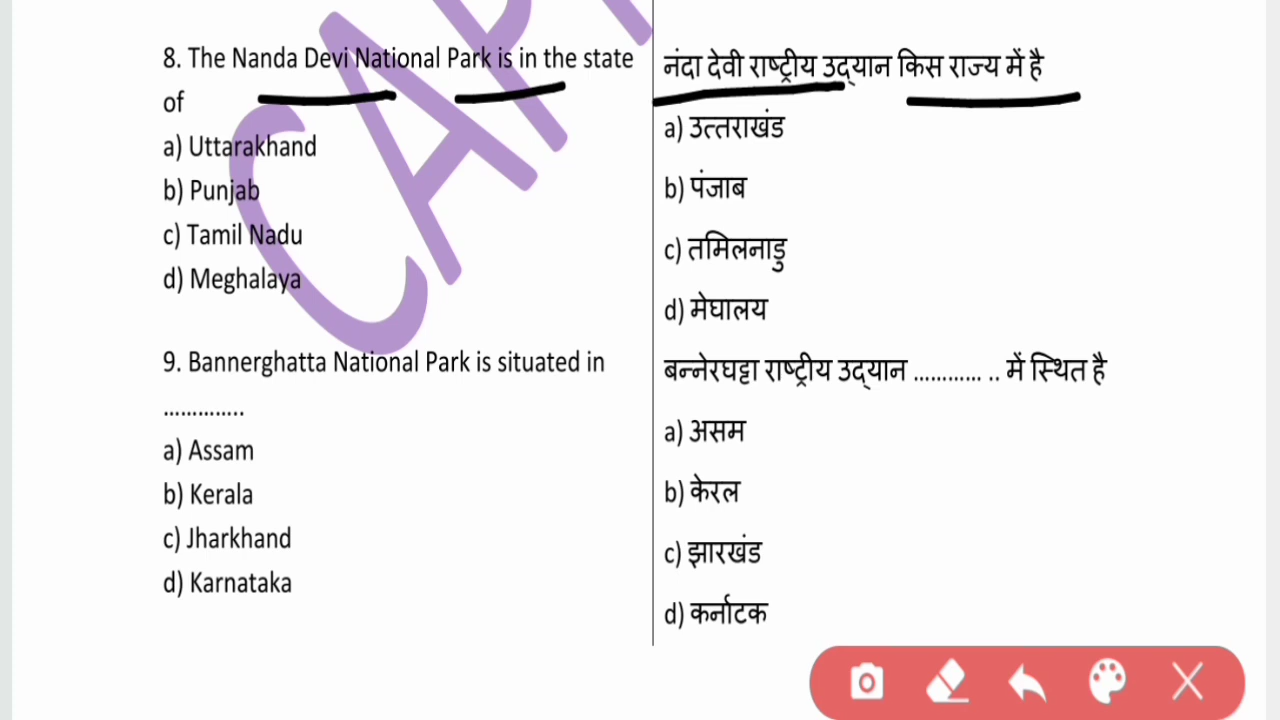 8. The Nanda Devi National Park is in the state
of
a) Uttarakhand
b) Punjab
c) Tamil Nadu
d) Meghalaya
9. Bannerghatta National Park is situated in
..............
a) Assam
b) Kerala
c) Jharkhand
d) Karnataka
नंदा देवी राष्ट्रीय उद्यान किस राज्य में है
a) उत्तराखंड
b) पंजाब
c) तमिलनाडु
d) मेघालय
बन्नेरघट्टा राष्ट्रीय उद्यान ............ .. में स्थित है
a) असम
b) केरल
c) झारखंड
d) कर्नाटक